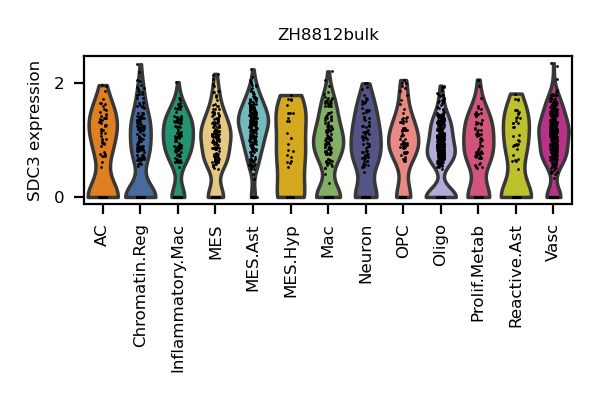 ZH8812bulk
SDC3 expression
2
0
AC
Chromatin.Reg
Inflammatory.Mac
MES
MES.Ast
MES.Hyp
Mac
Neuron
OPC
Oligo
Prolif.Metab
Reactive.Ast
Vasc